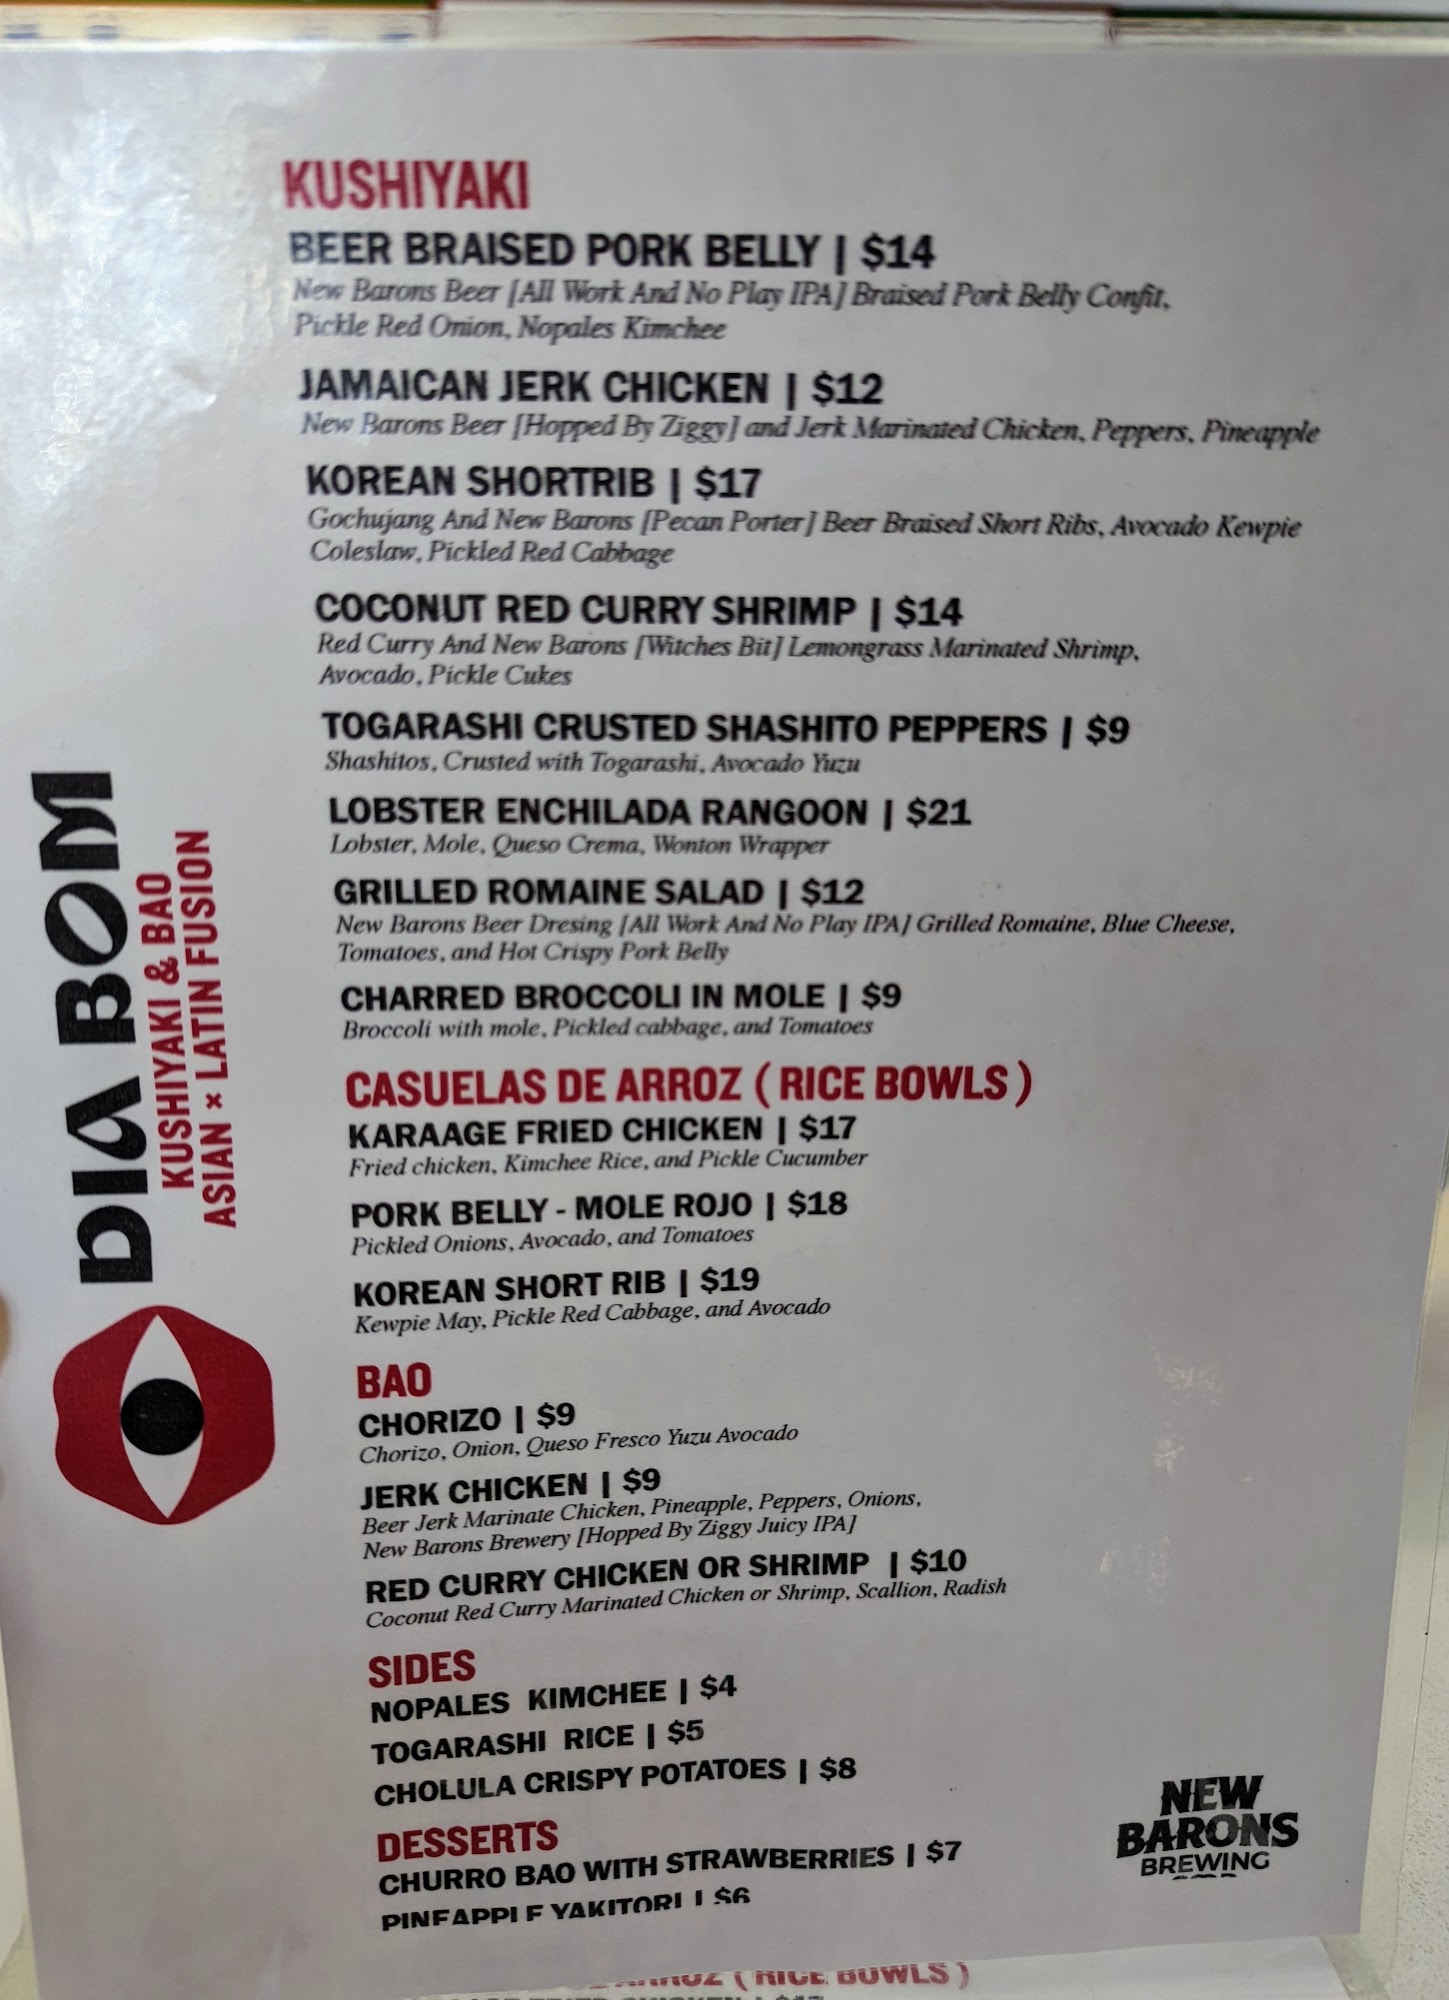 KUSHIYAKI
BEER BRAISED PORK BELLY | $14
New Barons Beer [All Work And No Play IPA] Braised Pork Belly Confit,
Pickle Red Onion, Nopales Kimchee
JAMAICAN JERK CHICKEN | $12
New Barons Beer [Hopped By Ziggy] and Jerk Marinated Chicken, Peppers, Pineapple
KOREAN SHORTRIB | $17
Gochujang And New Barons [Pecan Porter] Beer Braised Short Ribs, Avocado Kewpie
Coleslaw, Pickled Red Cabbage
COCONUT RED CURRY SHRIMP | $14
Red Curry And New Barons [Witches Bit] Lemongrass Marinated Shrimp,
Avocado, Pickle Cukes
TOGARASHI CRUSTED SHASHITO PEPPERS | $9
Shashitos, Crusted with Togarashi, Avocado Yuzu
LOBSTER ENCHILADA RANGOON | $21
Lobster, Mole, Queso Crema, Wonton Wrapper
GRILLED ROMAINE SALAD | $12
New Barons Beer Dresing [All Work And No Play IPA] Grilled Romaine, Blue Cheese,
Tomatoes, and Hot Crispy Pork Belly
CHARRED BROCCOLI IN MOLE | $9
Broccoli with mole, Pickled cabbage, and Tomatoes
CASUELAS DE ARROZ ( RICE BOWLS )
KARAAGE FRIED CHICKEN | $17
Fried chicken, Kimchee Rice, and Pickle Cucumber
PORK BELLY - MOLE ROJO | $18
Pickled Onions, Avocado, and Tomatoes
KOREAN SHORT RIB | $19
Kewpie May, Pickle Red Cabbage, and Avocado
BAO
CHORIZO | $9
Chorizo, Onion, Queso Fresco Yuzu Avocado
JERK CHICKEN | $9
Beer Jerk Marinate Chicken, Pineapple, Peppers, Onions,
New Barons Brewery [Hopped By Ziggy Juicy IPA]
RED CURRY CHICKEN OR SHRIMP | $10
Coconut Red Curry Marinated Chicken or Shrimp, Scallion, Radish
SIDES
NOPALES KIMCHEE | $4
TOGARASHI RICE | $5
CHOLULA CRISPY POTATOES | $8
DESSERTS
CHURRO BAO WITH STRAWBERRIES | $7
PINEAPPLE YAKITORI | $6
DIA BOM
KUSHIYAKI & BAO
ASIAN × LATIN FUSION
NEW
BARONS
BREWING
ARROZ ( RICE BOWLS )